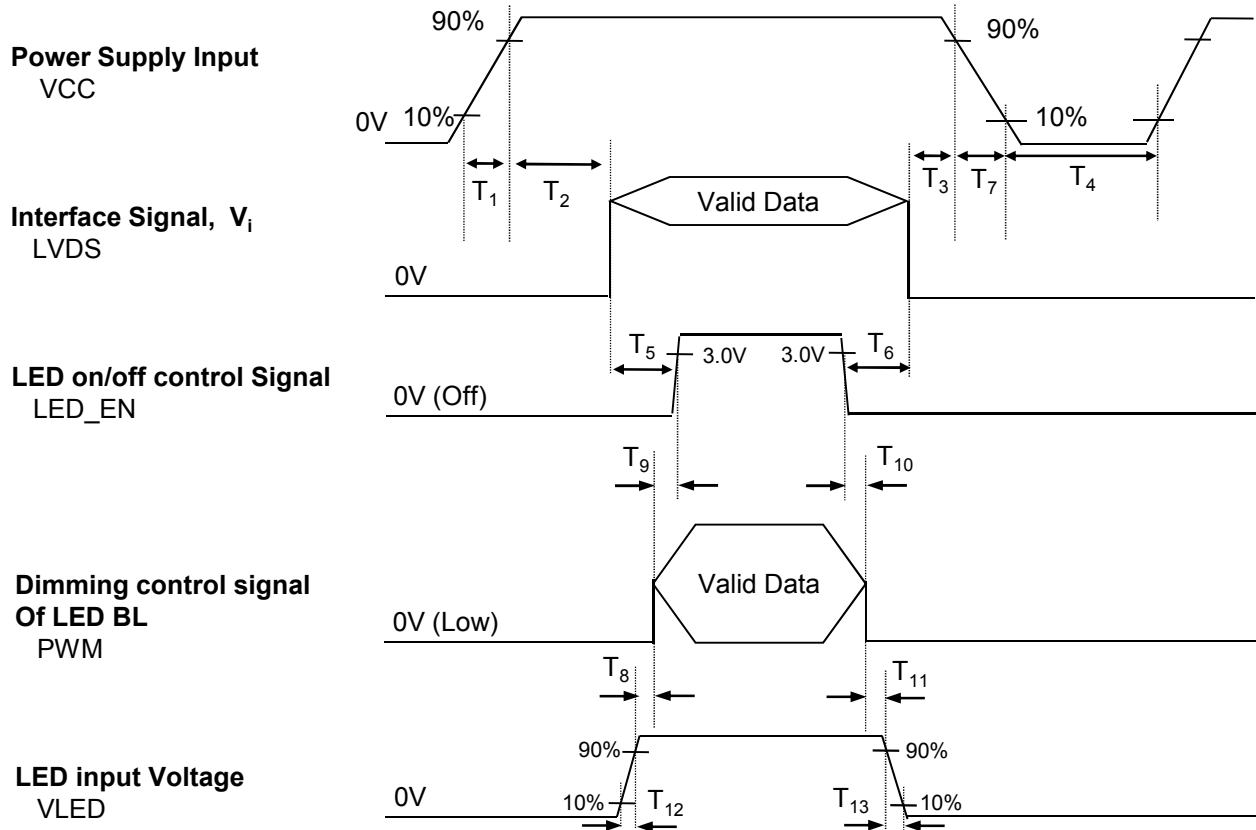 90%
90%
Power Supply Input
VCC
0V
10%
10%
T1
T2
T3
T7
T4
Interface Signal, Vi
LVDS
Valid Data
0V
T5
3.0V
3.0V
T6
LED on/off control Signal
LED_EN
0V (Off)
T9
T10
Dimming control signal
Of LED BL
PWM
Valid Data
0V (Low)
T8
T11
90%
90%
LED input Voltage
VLED
0V
10%
T12
T13
10%